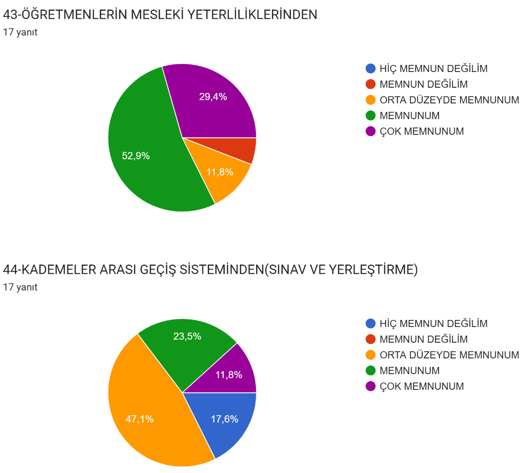 43-ÖĞRETMENLERİN MESLEKİ YETERLİLİKLERİNDEN
17 yanıt
HİÇ MEMNUN DEĞİLİM
MEMNUN DEĞİLİM
ORTA DÜZEYDE MEMNUNUM
MEMNUNUM
ÇOK MEMNUNUM
29,4%
52,9%
11,8%
44-KADEMELER ARASI GEÇİŞ SİSTEMİNDEN(SINAV VE YERLEŞTİRME)
17 yanıt
HİÇ MEMNUN DEĞİLİM
MEMNUN DEĞİLİM
ORTA DÜZEYDE MEMNUNUM
MEMNUNUM
ÇOK MEMNUNUM
23,5%
11,8%
47,1%
17,6%